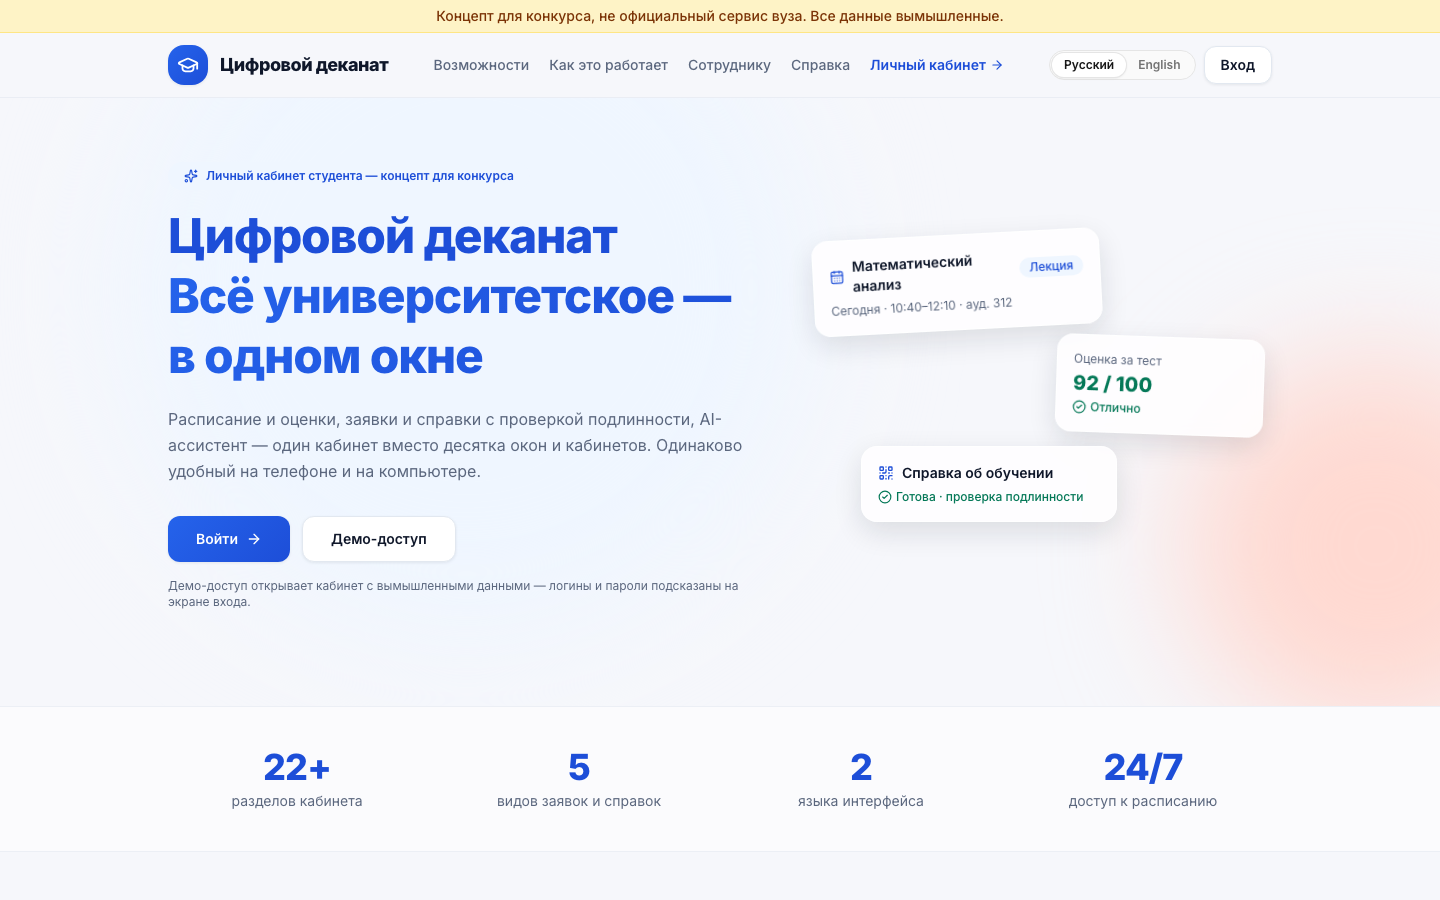 Концепт для конкурса, не официальный сервис вуза. Все данные вымышленные.
Цифровой деканат
Возможности
Как это работает
Сотруднику
Справка
Личный кабинет →
Русский
English
Вход
Личный кабинет студента — концепт для конкурса
Цифровой деканат
Всё университетское —
в одном окне
Расписание и оценки, заявки и справки с проверкой подлинности, AI-
ассистент — один кабинет вместо десятка окон и кабинетов. Одинаково
удобный на телефоне и на компьютере.
Войти →
Демо-доступ
Демо-доступ открывает кабинет с вымышленными данными — логины и пароли подсказаны на
экране входа.
Математический
анализ
Лекция
Сегодня · 10:40–12:10 · ауд. 312
Оценка за тест
92 / 100
Отлично
Справка об обучении
Готова · проверка подлинности
22+
разделов кабинета
5
видов заявок и справок
2
языка интерфейса
24/7
доступ к расписанию